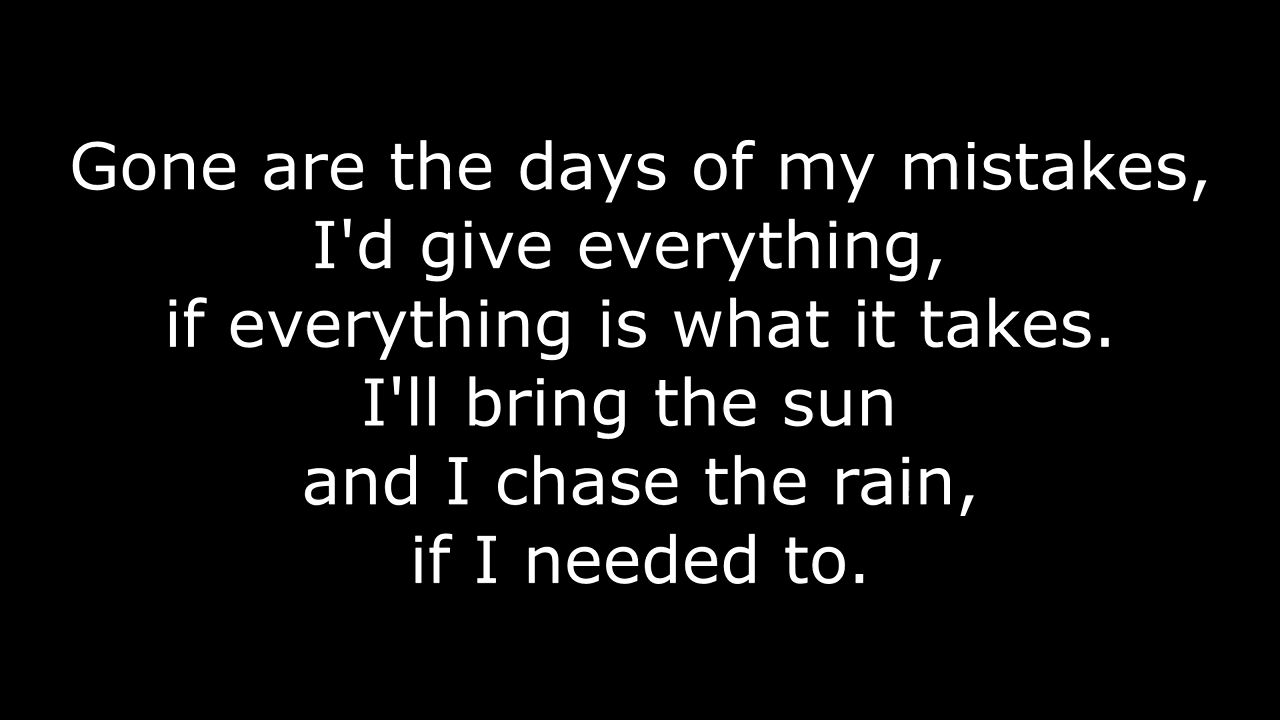 Gone are the days of my mistakes,
I'd give everything,
if everything is what it takes.
I'll bring the sun
and I chase the rain,
if I needed to.